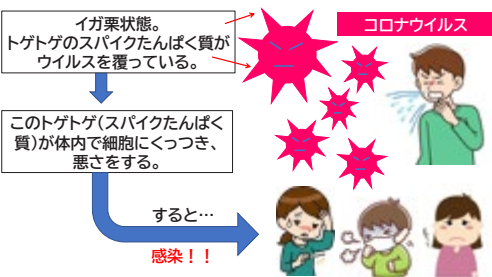 イガ栗状態。
トゲトゲのスパイクたんぱく質が
ウイルスを覆っている。
コロナウイルス
このトゲトゲ(スパイクたんぱく
質)が体内で細胞にくっつき、
悪さをする。
すると…
感染！！